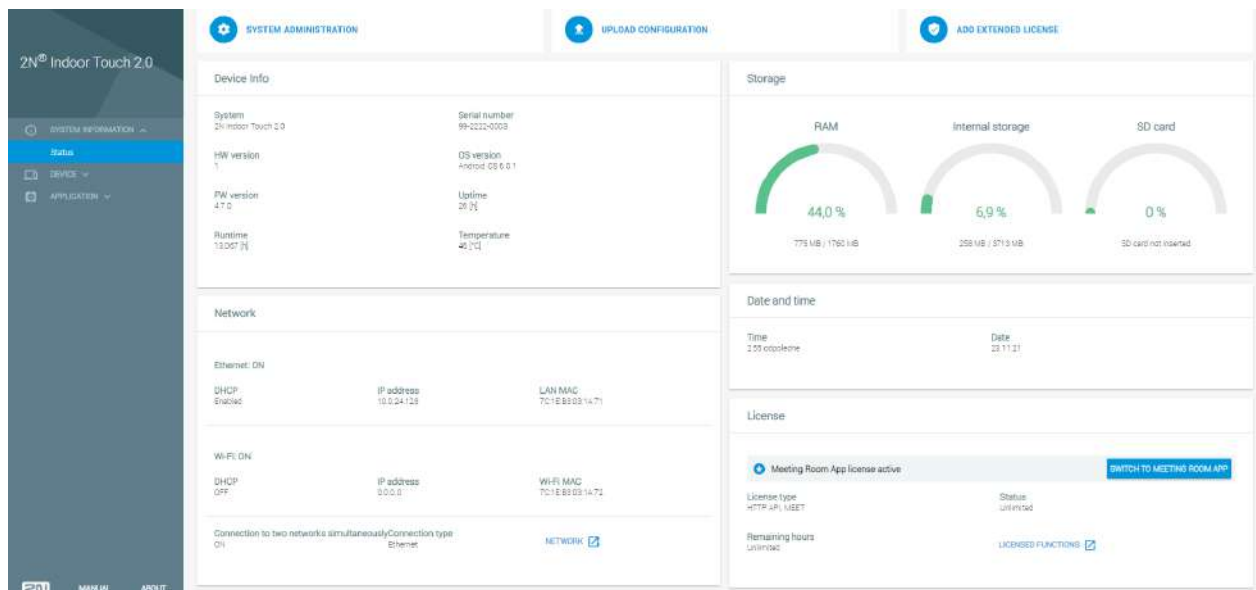 SYSTEM ADMINISTRATION
UPLOAD CONFIGURATION
ADD EXTENDED LICENSE
2N® Indoor Touch 2.0
SYSTEM INFORMATION
Status
DEVICE
APPLICATION
2N
MANUAL ABOUT
Device Info
System
2N Indoor Touch 2.0
Serial number
99-2222-0003
HW version
1
OS version
Android OS 6.0.1
FW version
4.7.0
Uptime
26 [h]
Runtime
13.067 [h]
Temperature
46 [°C]
Network
Ethernet: ON
DHCP
Enabled
IP address
LAN MAC
7C:1E:B3:03:1A:71
Wi-Fi: ON
DHCP
OFF
IP address
0.0.0.0
Wi-Fi MAC
7C:1E:B3:03:1A:72
Connection to two networks simultaneously
ON
Connection type
Ethernet
NETWORK
Storage
RAM
44,0 %
775 MB / 1760 MB
Internal storage
6,9 %
258 MB / 3713 MB
SD card
0 %
SD card not inserted
Date and time
Time
2:55 odpoledne
Date
23.11.21
License
Meeting Room App license active
SWITCH TO MEETING ROOM APP
License type
HTTP API, MEET
Status
Unlimited
Remaining hours
Unlimited
LICENSED FUNCTIONS